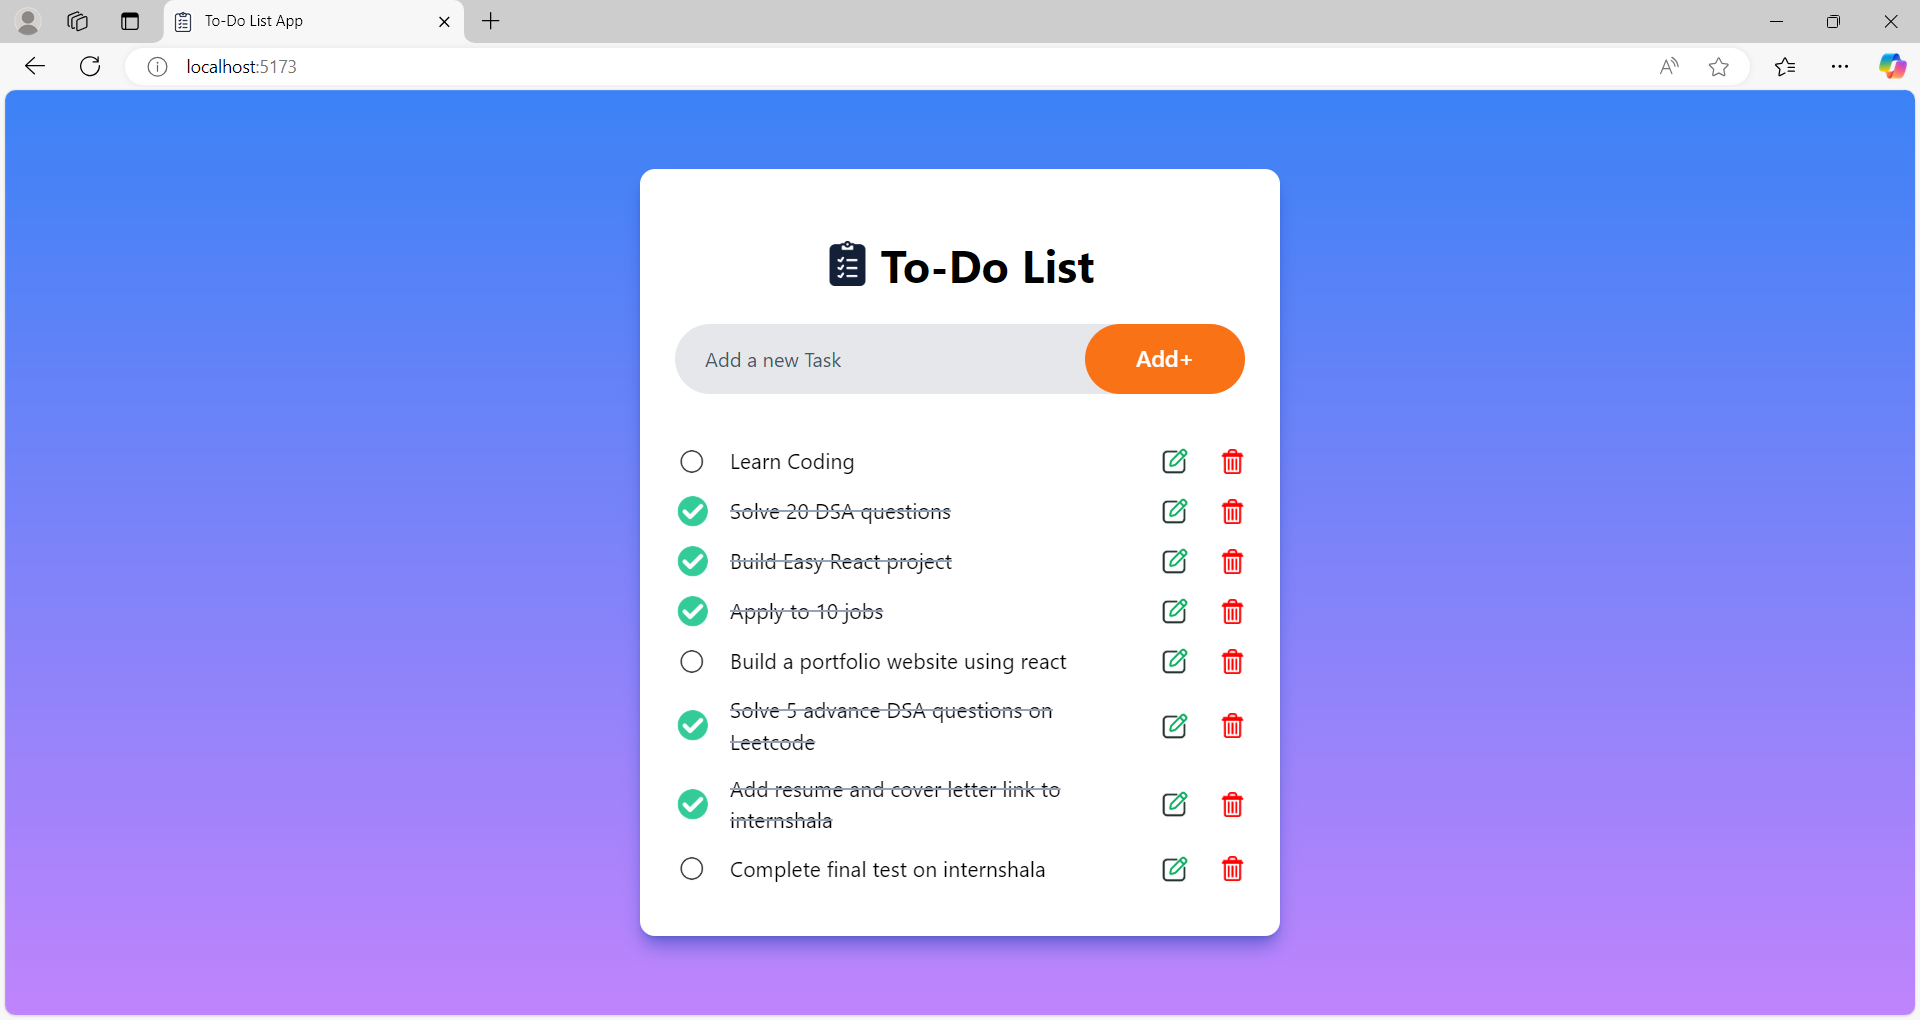 To-Do List App
localhost:5173
To-Do List
Add a new Task
Add+
Learn Coding
Solve 20 DSA questions
Build Easy React project
Apply to 10 jobs
Build a portfolio website using react
Solve 5 advance DSA questions on
Leetcode
Add resume and cover letter link to
internshala
Complete final test on internshala